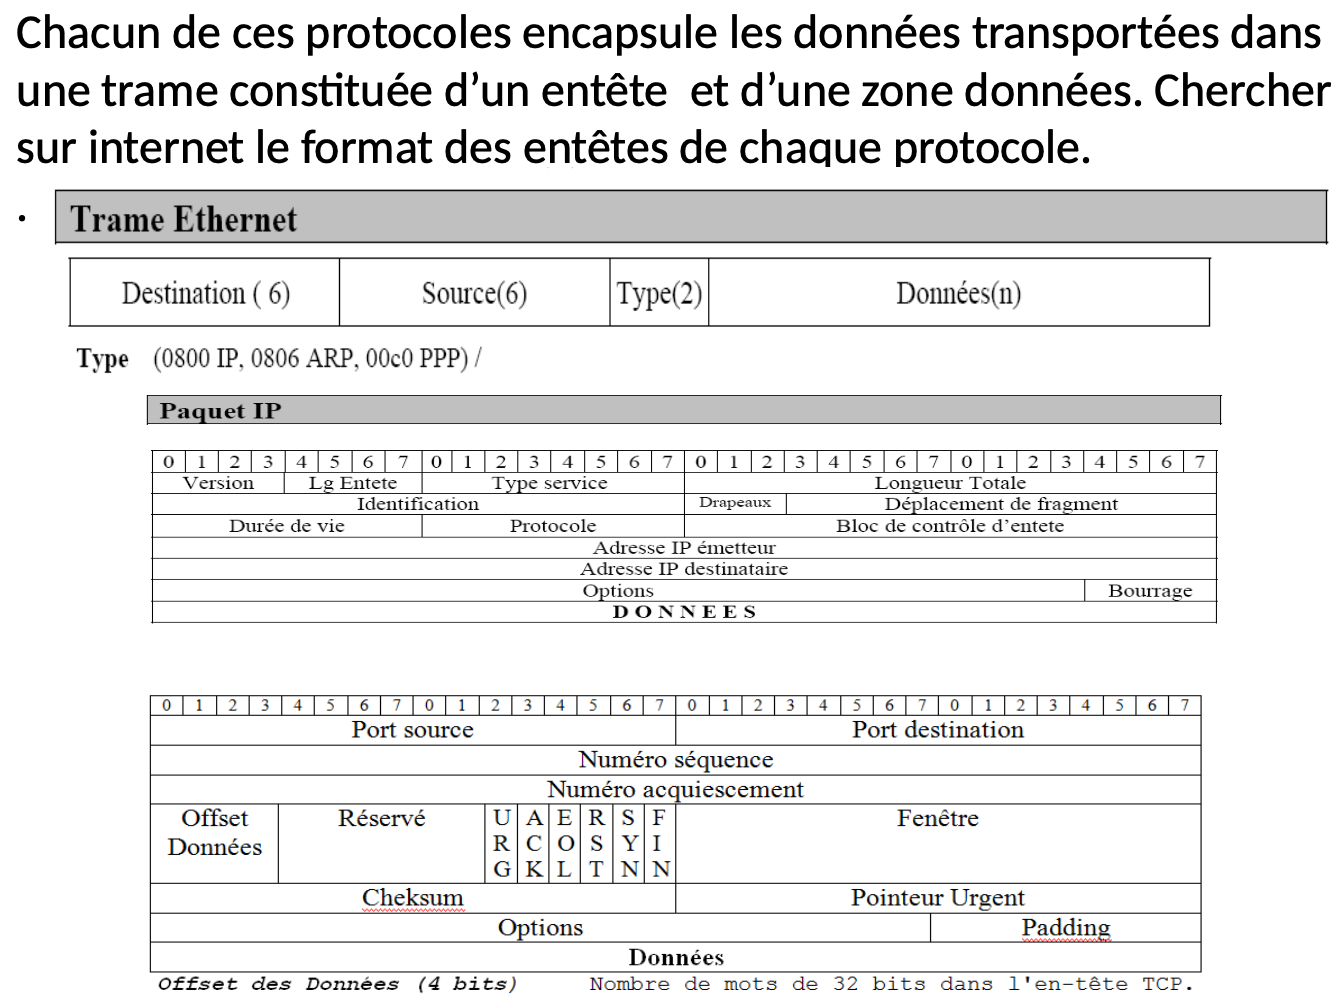 Chacun de ces protocoles encapsule les données transportées dans
une trame constituée d’un entête et d’une zone données. Chercher
sur internet le format des entêtes de chaque protocole.
• Trame Ethernet
Destination ( 6) Source(6) Type(2) Données(n)
Type (0800 IP, 0806 ARP, 00c0 PPP) /
Paquet IP
0 1 2 3 4 5 6 7 0 1 2 3 4 5 6 7 0 1 2 3 4 5 6 7 0 1 2 3 4 5 6 7
Version Lg Entete Type service Longueur Totale
Identification Drapeaux Déplacement de fragment
Durée de vie Protocole Bloc de contrôle d’entete
Adresse IP émetteur
Adresse IP destinataire
Options Bourrage
D O N N E E S
0 1 2 3 4 5 6 7 0 1 2 3 4 5 6 7 0 1 2 3 4 5 6 7 0 1 2 3 4 5 6 7
Port source Port destination
Numéro séquence
Numéro acquiescement
Offset Réservé U A E R S F Fenêtre
Données R C O S Y I
G K L T N N
Cheksum Pointeur Urgent
Options Padding
Données
Offset des Données (4 bits) Nombre de mots de 32 bits dans l'en-tête TCP.